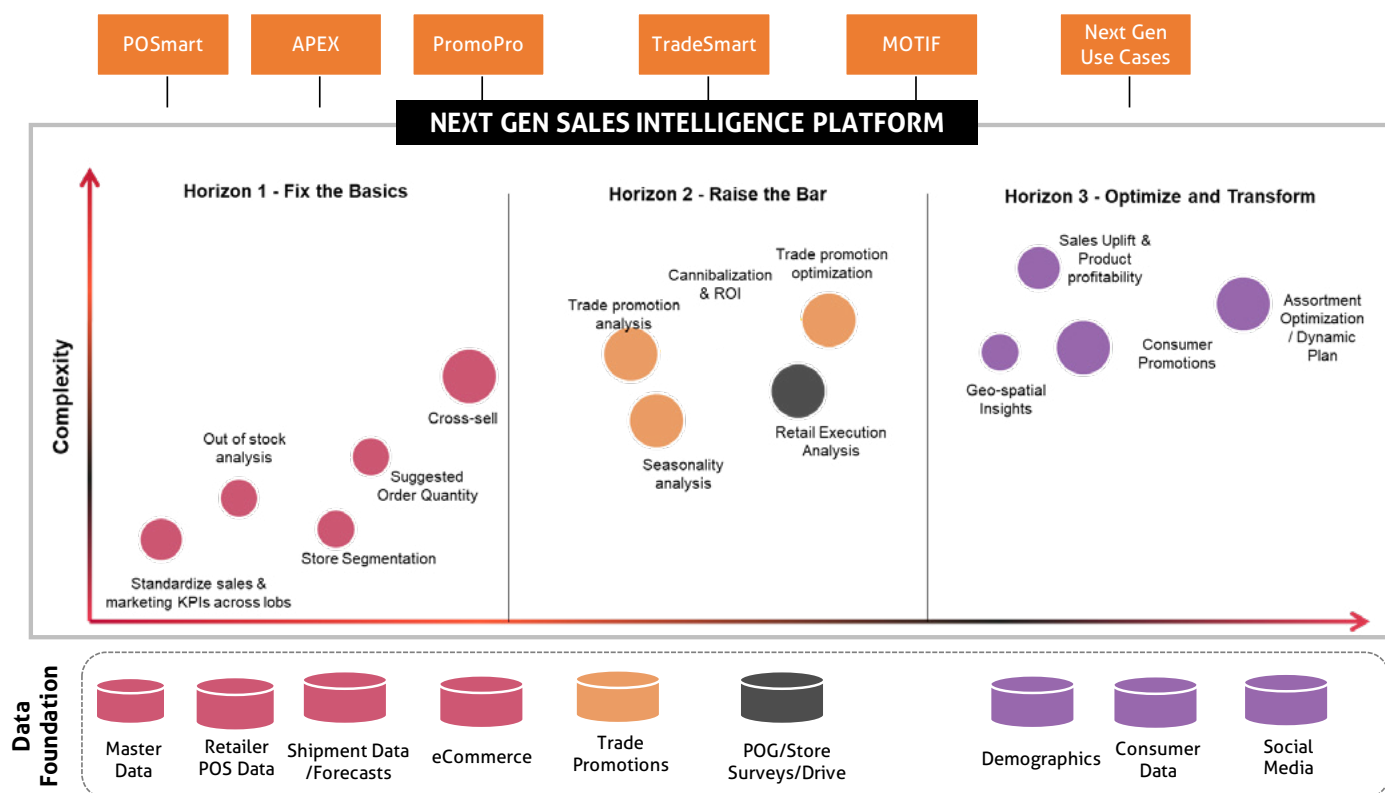 POSmart
APEX
PromoPro
TradeSmart
MOTIF
Next Gen
Use Cases
NEXT GEN SALES INTELLIGENCE PLATFORM
Complexity
Horizon 1 - Fix the Basics
Cross-sell
Out of stock
analysis
Suggested
Order Quantity
Store Segmentation
Standardize sales &
marketing KPIs across lobs
Horizon 2 - Raise the Bar
Trade promotion
optimization
Cannibalization
& ROI
Trade promotion
analysis
Retail Execution
Analysis
Seasonality
analysis
Horizon 3 - Optimize and Transform
Sales Uplift &
Product
profitability
Assortment
Optimization
/ Dynamic
Plan
Consumer
Promotions
Geo-spatial
Insights
Data
Foundation
Master
Data
Retailer
POS Data
Shipment Data
/Forecasts
eCommerce
Trade
Promotions
POG/Store
Surveys/Drive
Demographics
Consumer
Data
Social
Media